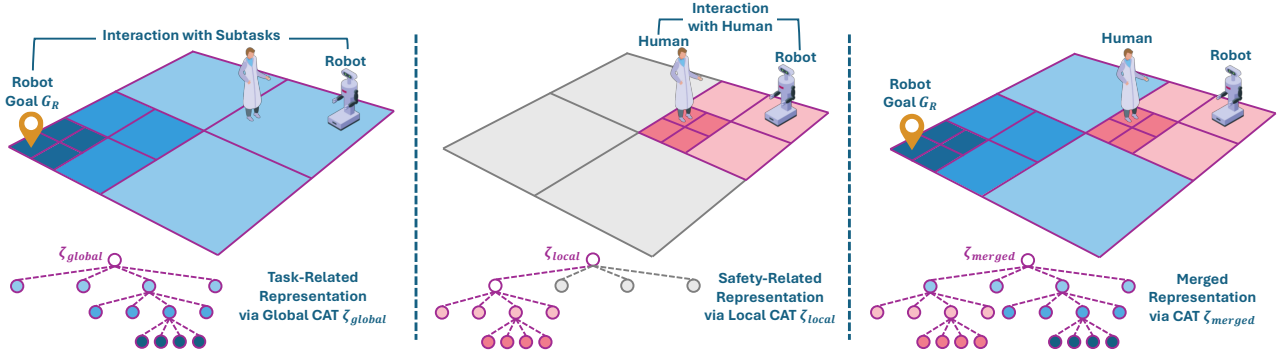 Interaction with Subtasks
Robot
Robot
Goal G_R
ζ_global
Task-Related
Representation
via Global CAT ζ_global
Interaction
with Human
Human
Robot
ζ_local
Safety-Related
Representation
via Local CAT ζ_local
Human
Robot
Robot
Goal G_R
ζ_merged
Merged
Representation
via CAT ζ_merged